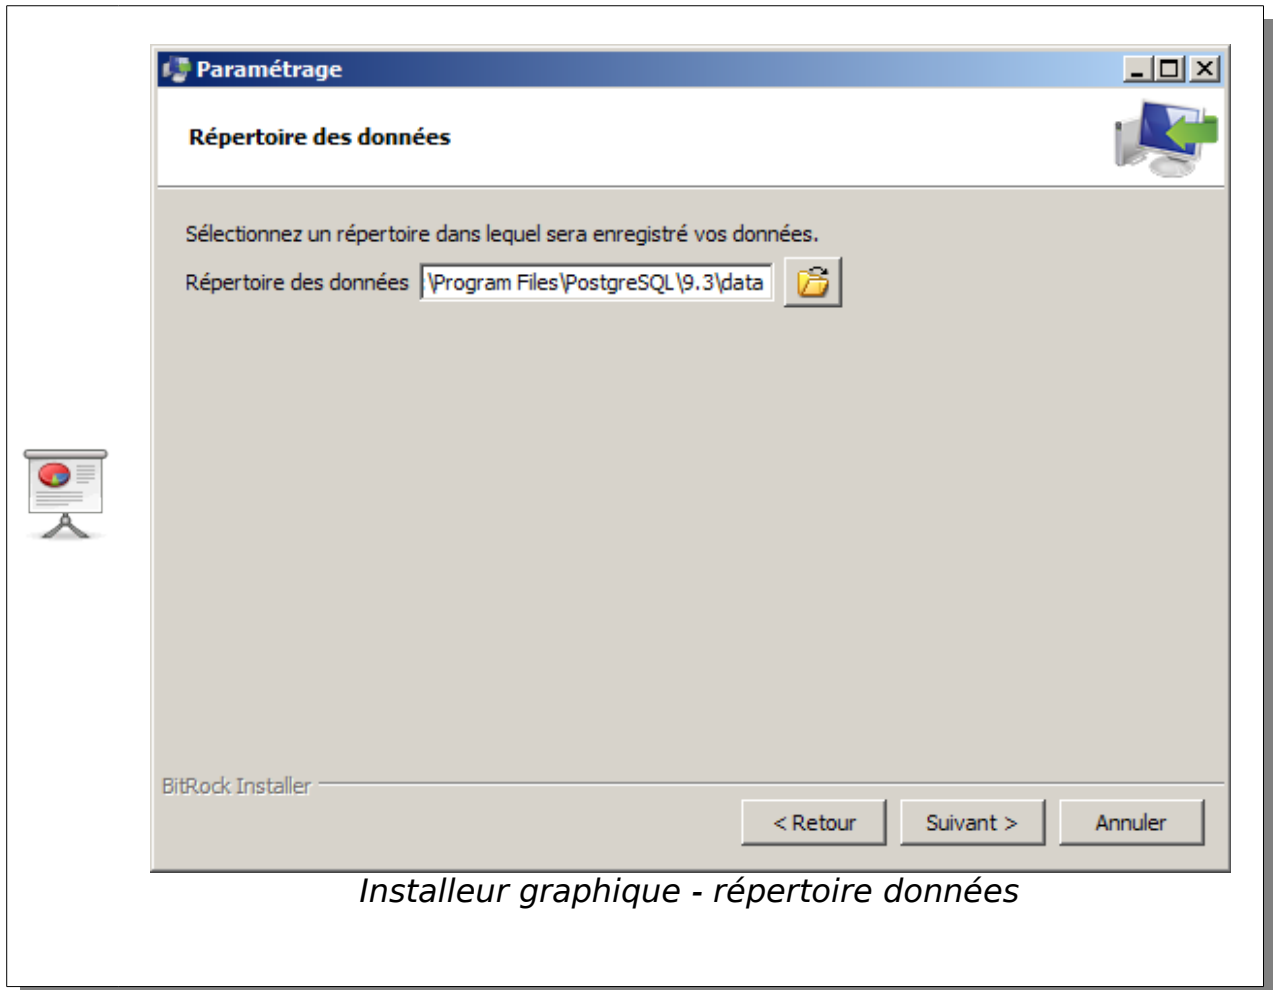 Paramétrage
Répertoire des données
Sélectionnez un répertoire dans lequel sera enregistré vos données.
Répertoire des données :\Program Files\PostgreSQL\9.3\data
BitRock Installer
< Retour Suivant > Annuler
Installeur graphique - répertoire données